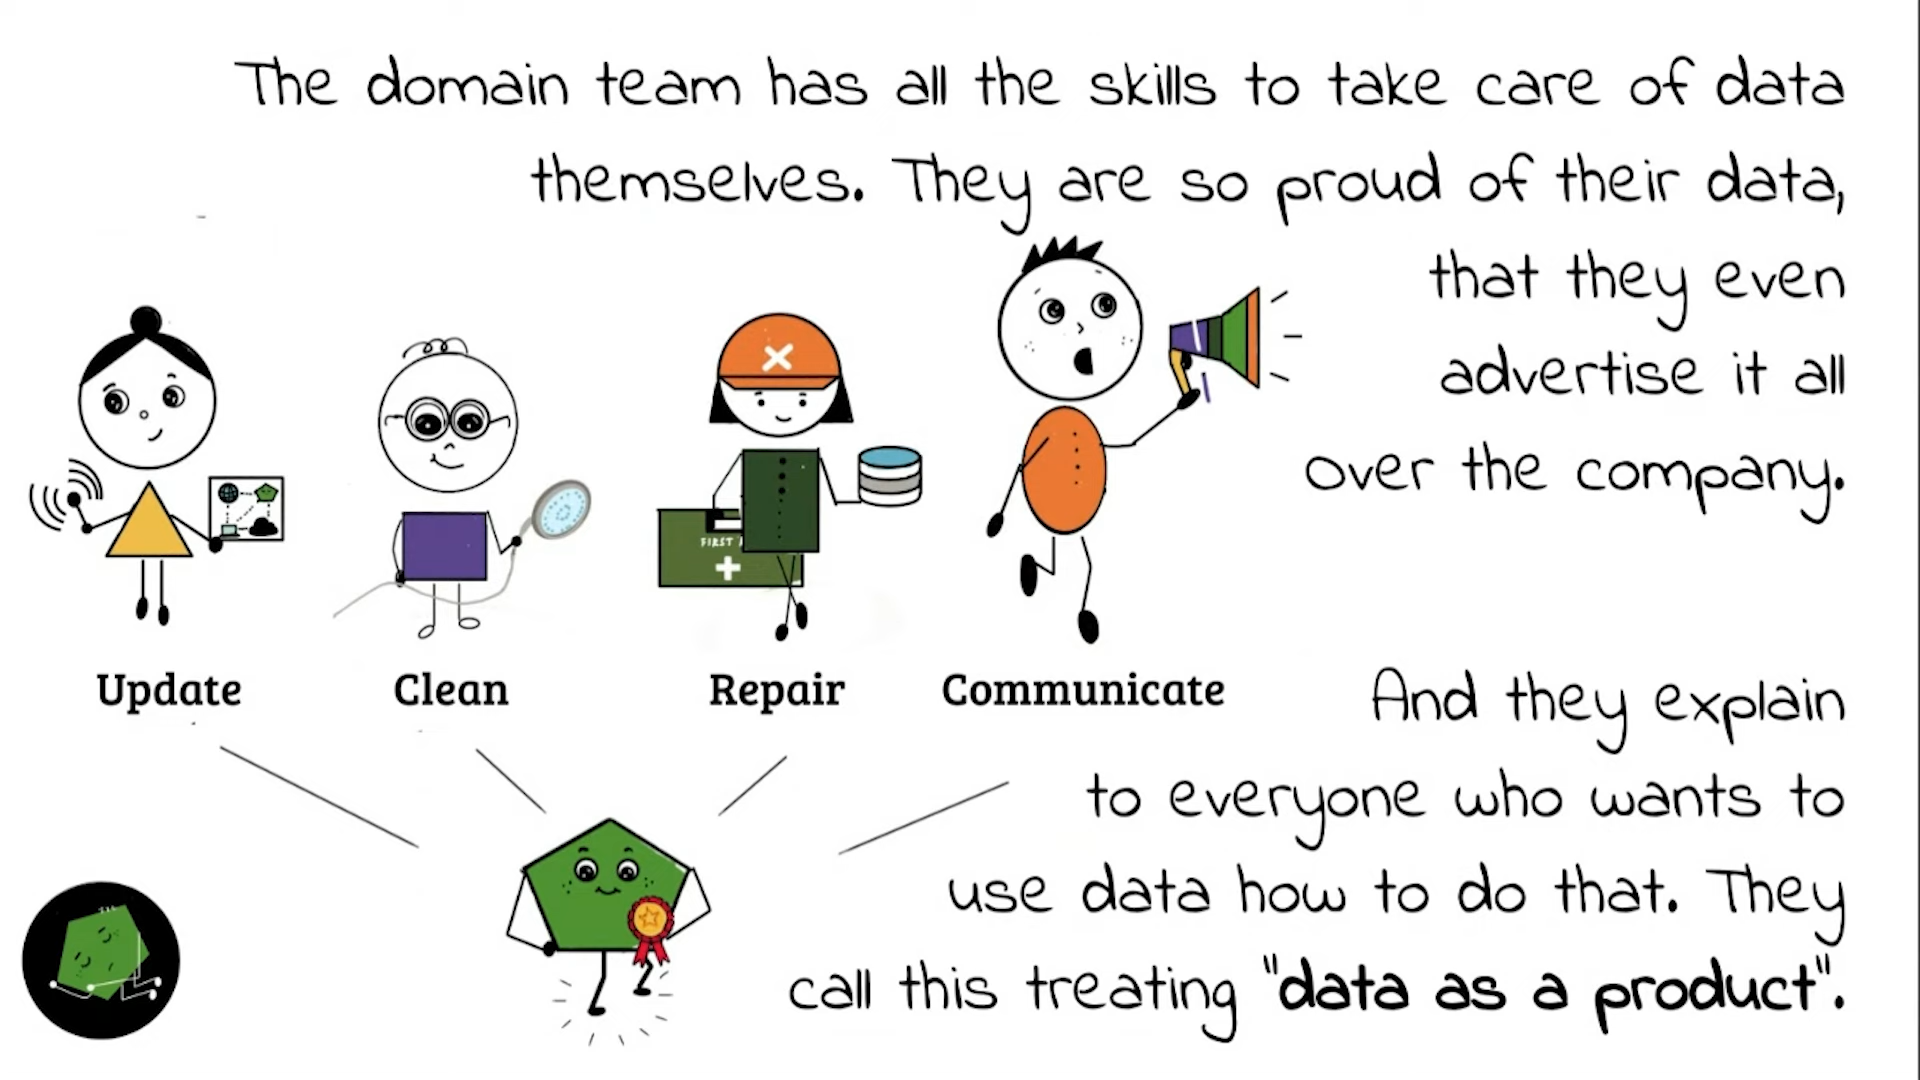 The domain team has all the skills to take care of data
themselves. They are so proud of their data,
that they even
advertise it all
over the company.
FIRST
Update
Clean
Repair
Communicate
And they explain
to everyone who wants to
use data how to do that. They
call this treating "data as a product".